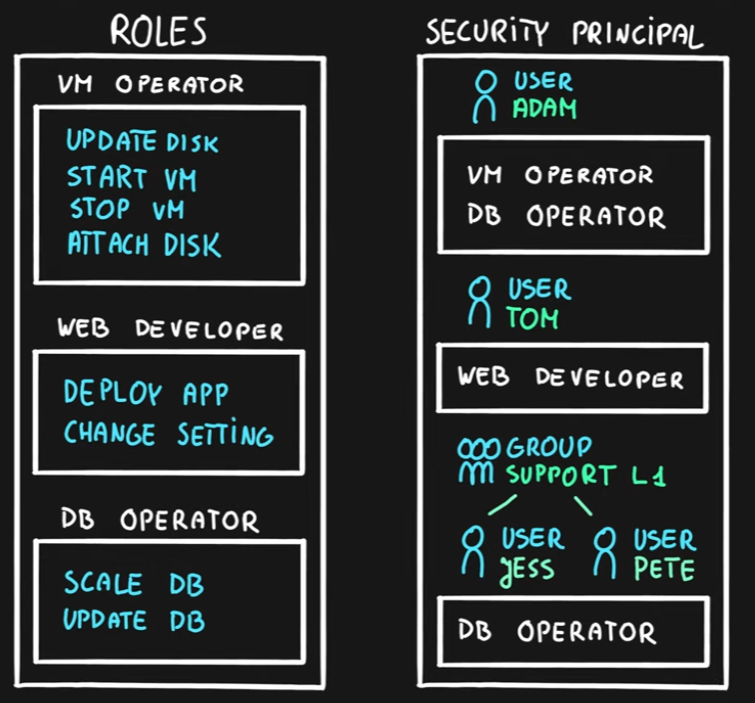 ROLES
VM OPERATOR
UPDATE DISK
START VM
STOP VM
ATTACH DISK
WEB DEVELOPER
DEPLOY APP
CHANGE SETTING
DB OPERATOR
SCALE DB
UPDATE DB
SECURITY PRINCIPAL
USER
ADAM
VM OPERATOR
DB OPERATOR
USER
TOM
WEB DEVELOPER
GROUP
SUPPORT L1
USER
JESS
USER
PETE
DB OPERATOR